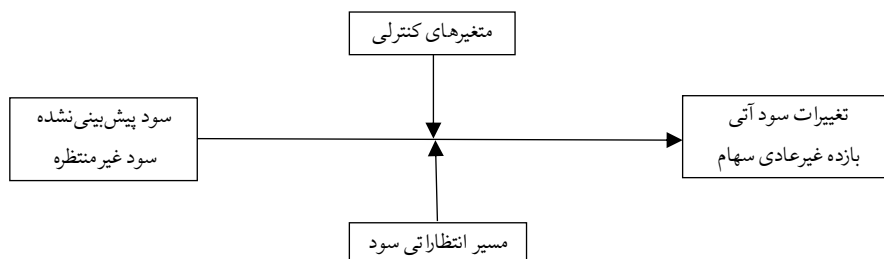 متغیرهای کنترلی
تغییرات سود آتی
بازده غیرعادی سهام
سود پیش‌بینی‌نشده
سود غیرمنتظره
مسیر انتظاراتی سود